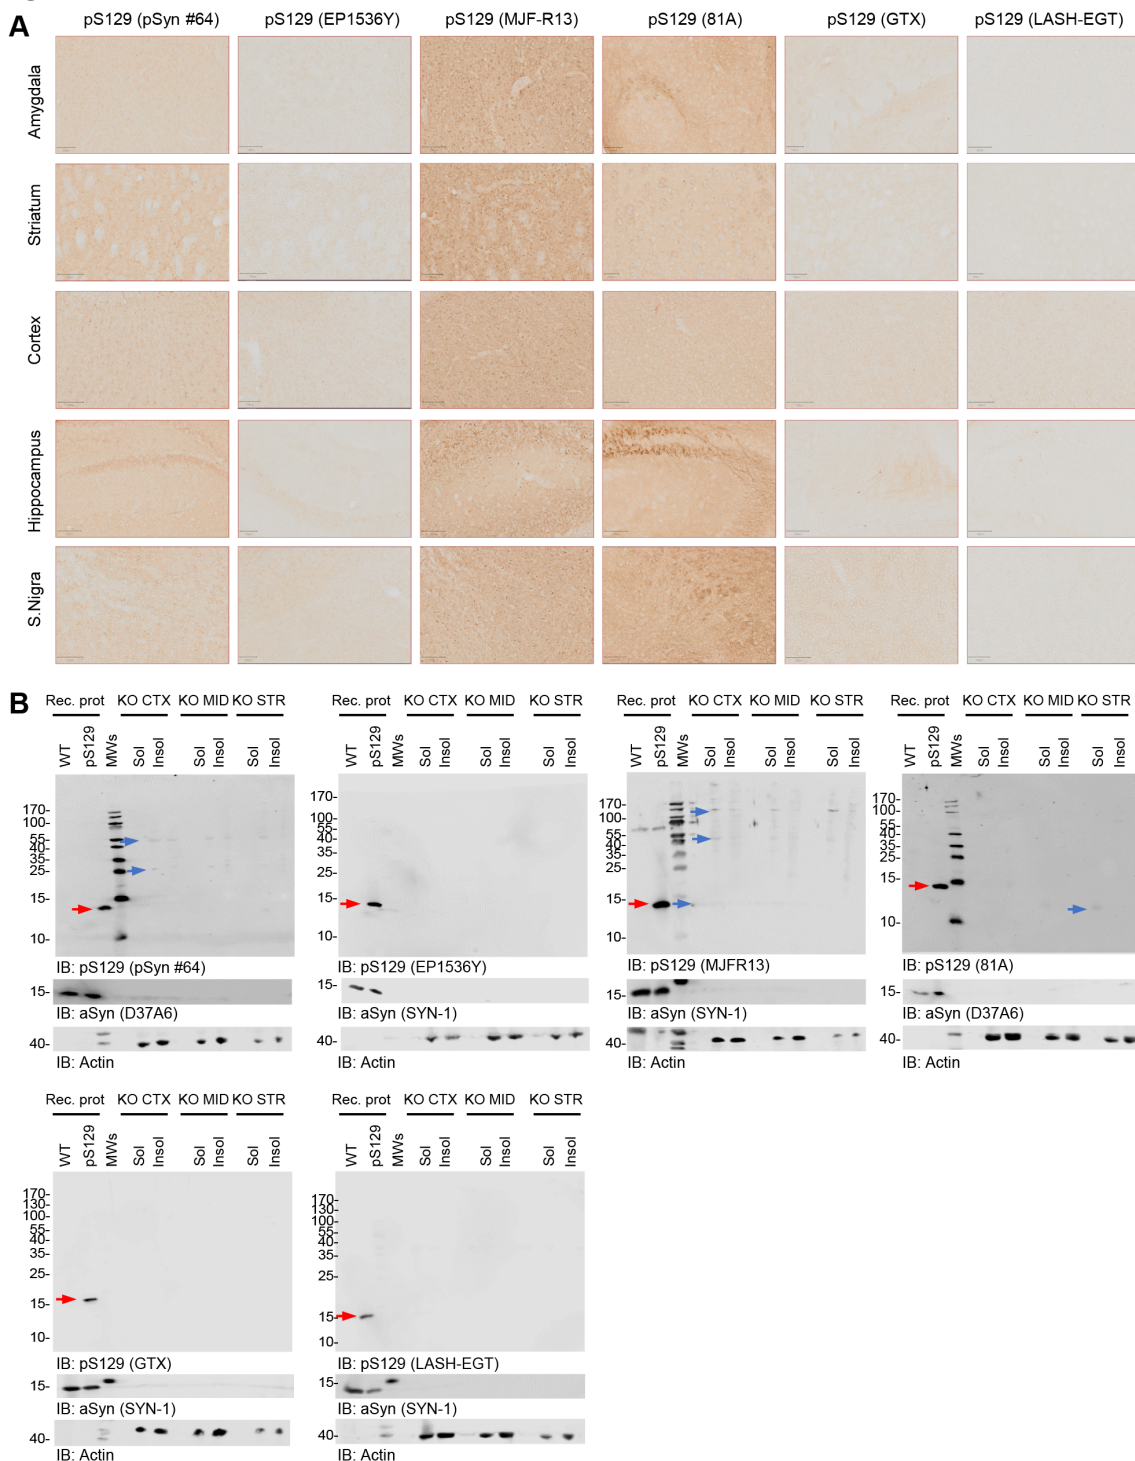 A
pS129 (pSyn #64) pS129 (EP1536Y) pS129 (MJF-R13) pS129 (81A) pS129 (GTX) pS129 (LASH-EGT)
Amygdala
Striatum
Cortex
Hippocampus
S.Nigra
B
Rec. prot KO CTX KO MID KO STR
WT pS129 MWs Sol Insol Sol Insol Sol Insol
170-
100-
55-
40-
35-
25-
15-
10-
IB: pS129 (pSyn #64)
15-
IB: aSyn (D37A6)
40-
IB: Actin
Rec. prot KO CTX KO MID KO STR
WT pS129 MWs Sol Insol Sol Insol Sol Insol
170-
100-
55-
40-
35-
25-
15-
10-
IB: pS129 (EP1536Y)
15-
IB: aSyn (SYN-1)
40-
IB: Actin
Rec. prot KO CTX KO MID KO STR
WT pS129 MWs Sol Insol Sol Insol Sol Insol
170-
100-
55-
40-
35-
25-
15-
10-
IB: pS129 (MJFR13)
15-
IB: aSyn (SYN-1)
40-
IB: Actin
Rec. prot KO CTX KO MID KO STR
WT pS129 MWs Sol Insol Sol Insol Sol Insol
170-
100-
55-
40-
35-
25-
15-
10-
IB: pS129 (81A)
15-
IB: aSyn (D37A6)
40-
IB: Actin
Rec. prot KO CTX KO MID KO STR
WT pS129 MWs Sol Insol Sol Insol Sol Insol
170-
130-
100-
55-
40-
35-
25-
15-
10-
IB: pS129 (GTX)
15-
IB: aSyn (SYN-1)
40-
IB: Actin
Rec. prot KO CTX KO MID KO STR
WT pS129 MWs Sol Insol Sol Insol Sol Insol
170-
130-
100-
55-
40-
35-
25-
15-
10-
IB: pS129 (LASH-EGT)
15-
IB: aSyn (SYN-1)
40-
IB: Actin